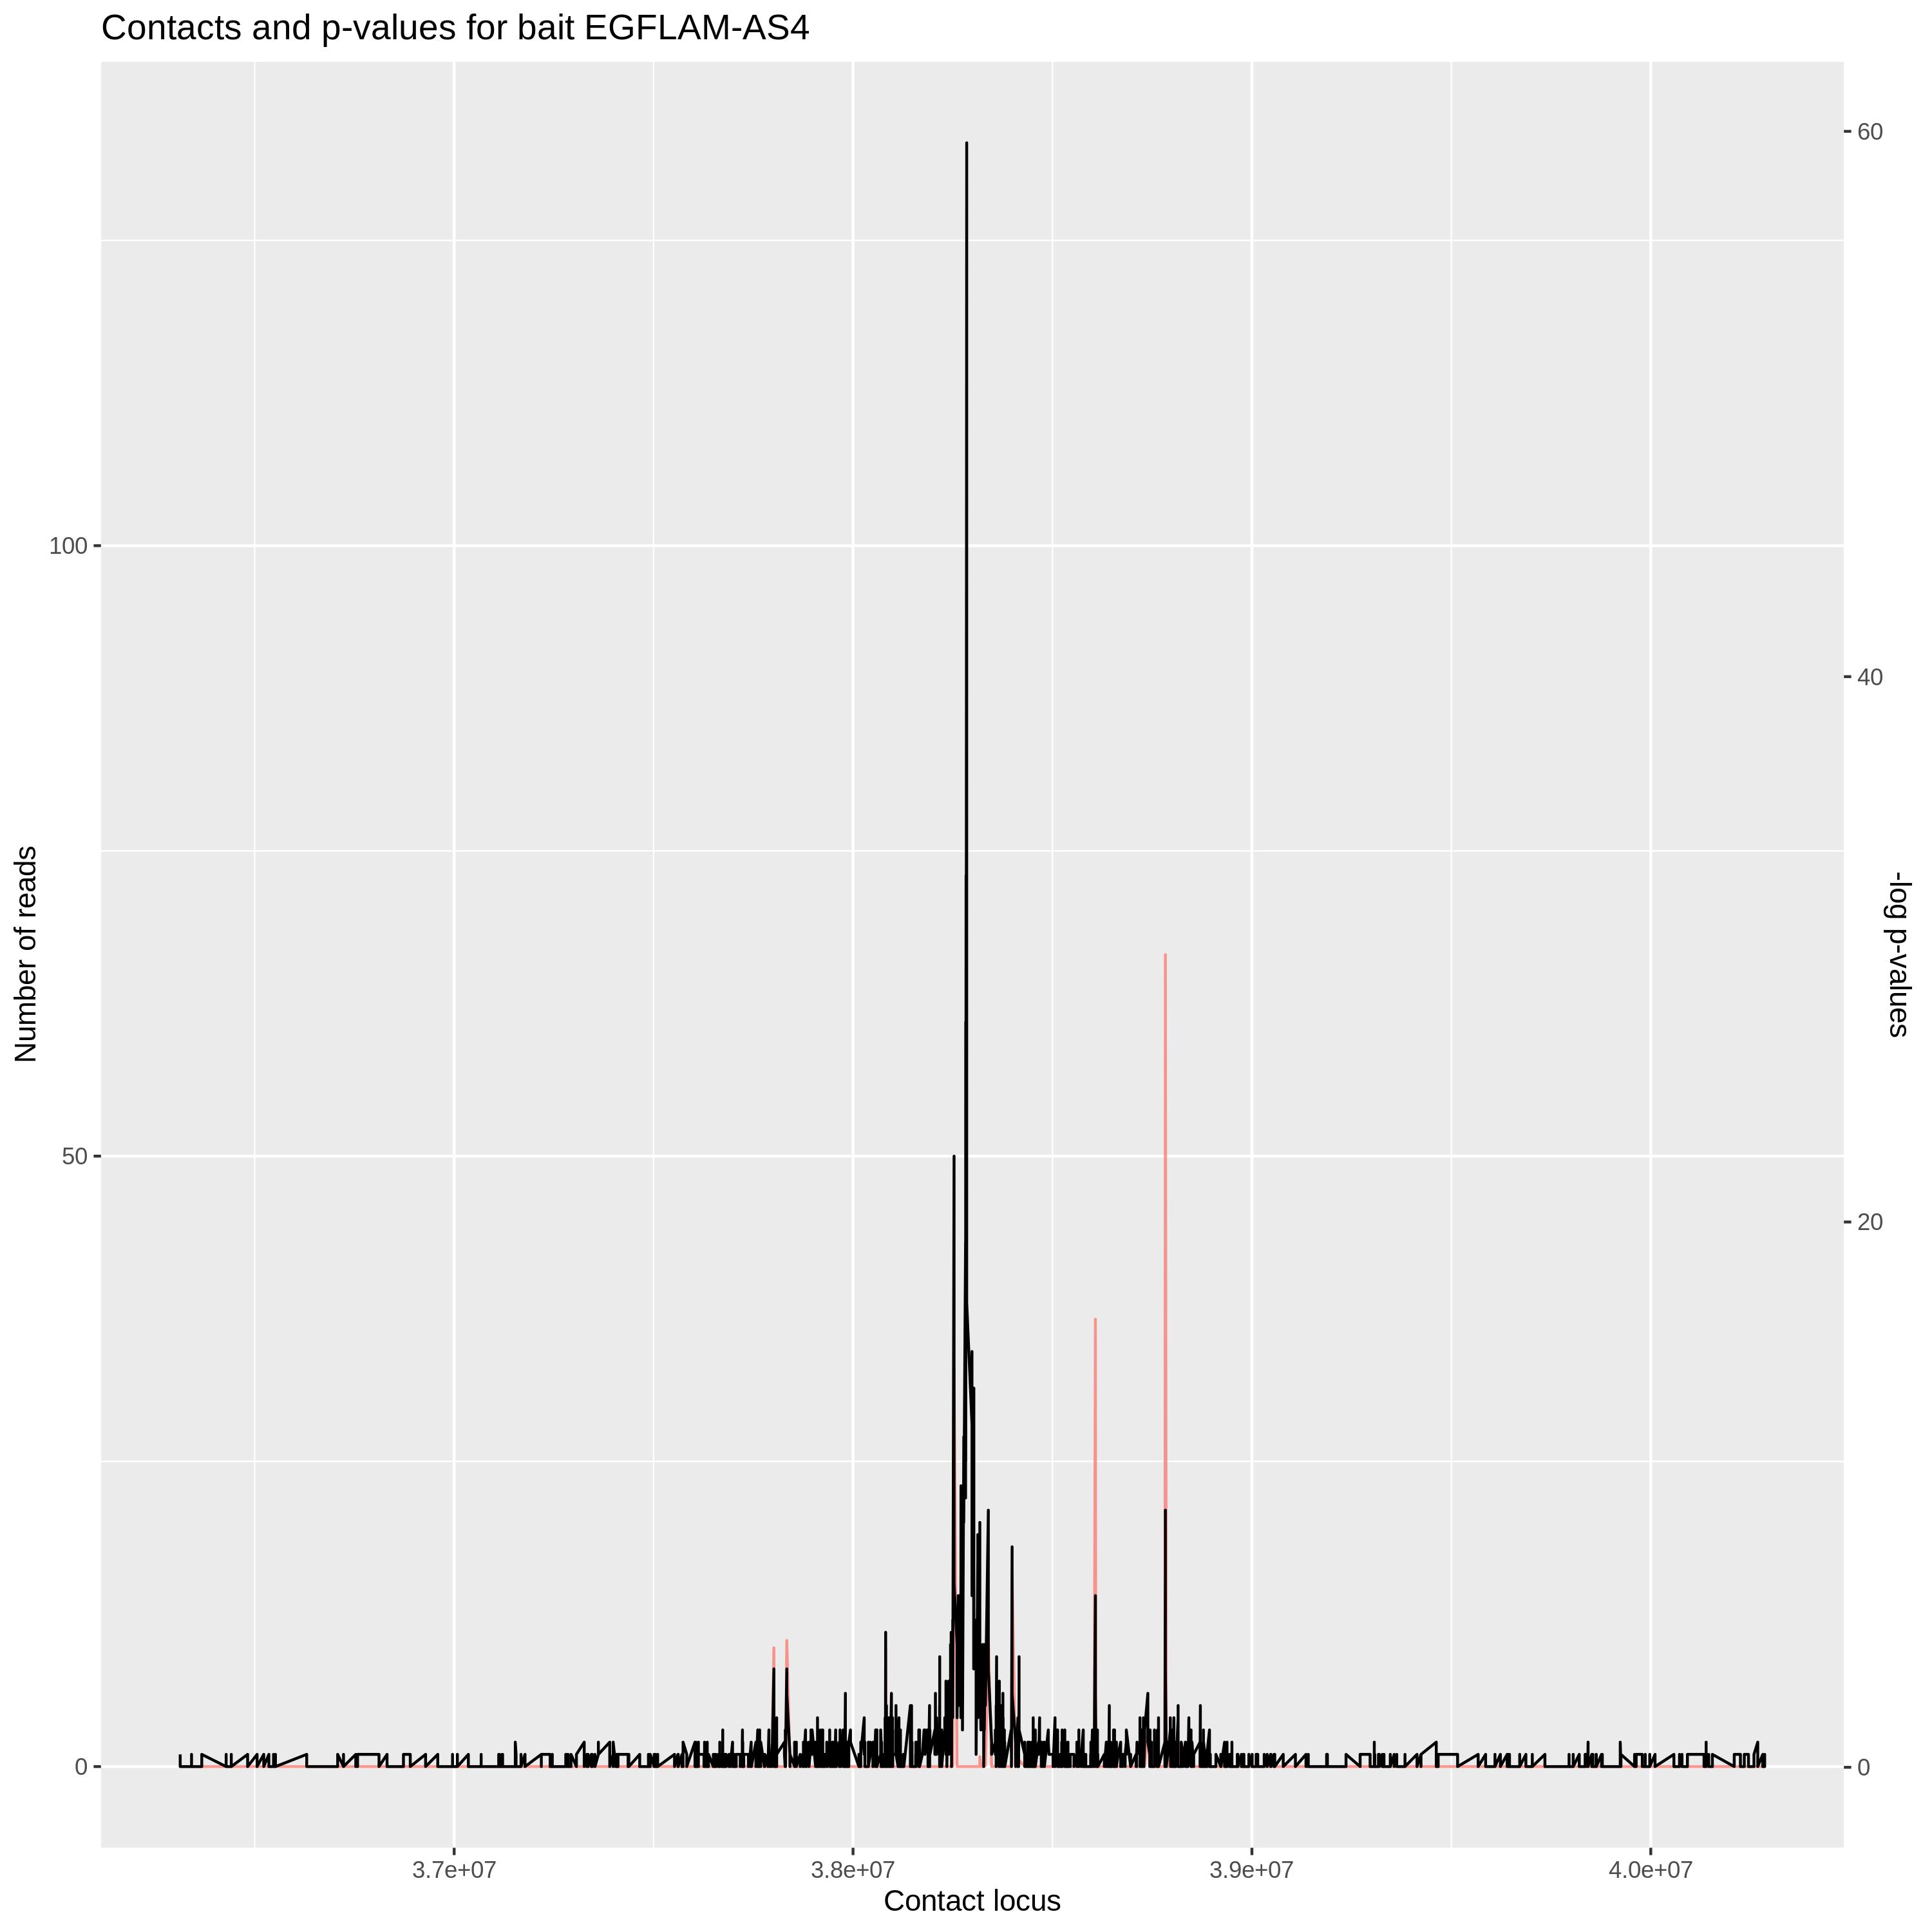 Contacts and p-values for bait EGFLAM-AS4
Number of reads
100
50
0
60
40
20
0
-log p-values
3.7e+07
3.8e+07
3.9e+07
4.0e+07
Contact locus